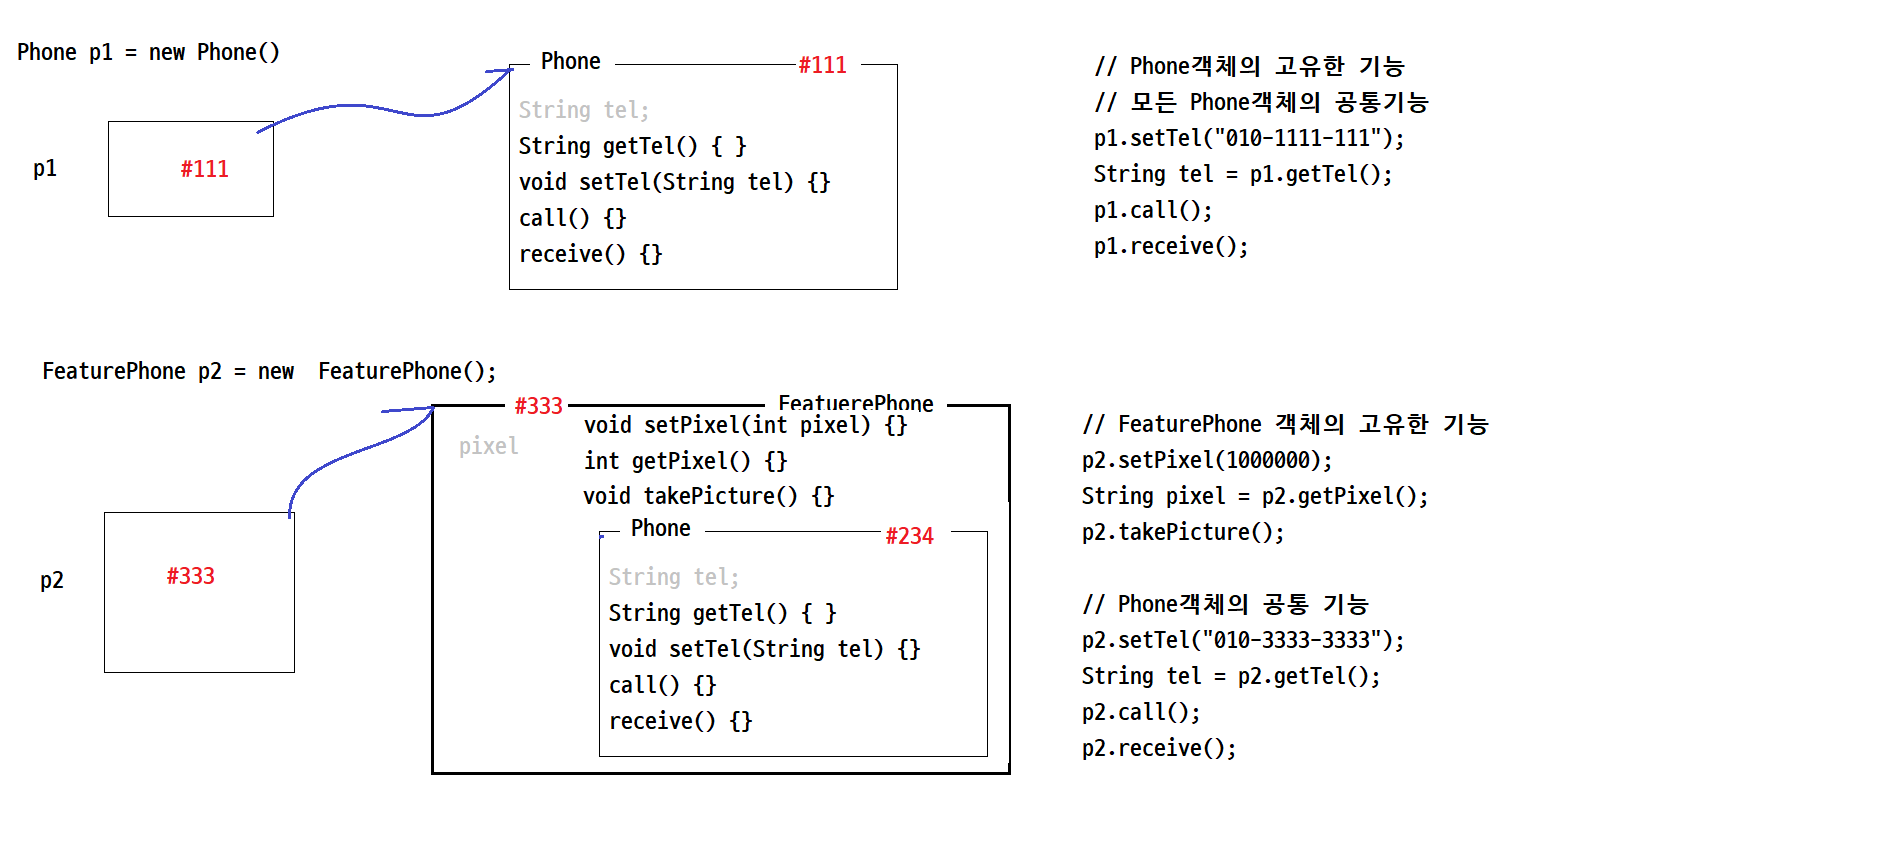 Phone p1 = new Phone()
p1
#111
Phone
#111
String tel;
String getTel() { }
void setTel(String tel) {}
call() {}
receive() {}
// Phone객체의 고유한 기능
// 모든 Phone객체의 공통기능
p1.setTel("010-1111-111");
String tel = p1.getTel();
p1.call();
p1.receive();
FeaturePhone p2 = new  FeaturePhone();
p2
#333
#333
FeatuerePhone
pixel
void setPixel(int pixel) {}
int getPixel() {}
void takePicture() {}
Phone
#234
String tel;
String getTel() { }
void setTel(String tel) {}
call() {}
receive() {}
// FeaturePhone 객체의 고유한 기능
p2.setPixel(1000000);
String pixel = p2.getPixel();
p2.takePicture();
// Phone객체의 공통 기능
p2.setTel("010-3333-3333");
String tel = p2.getTel();
p2.call();
p2.receive();